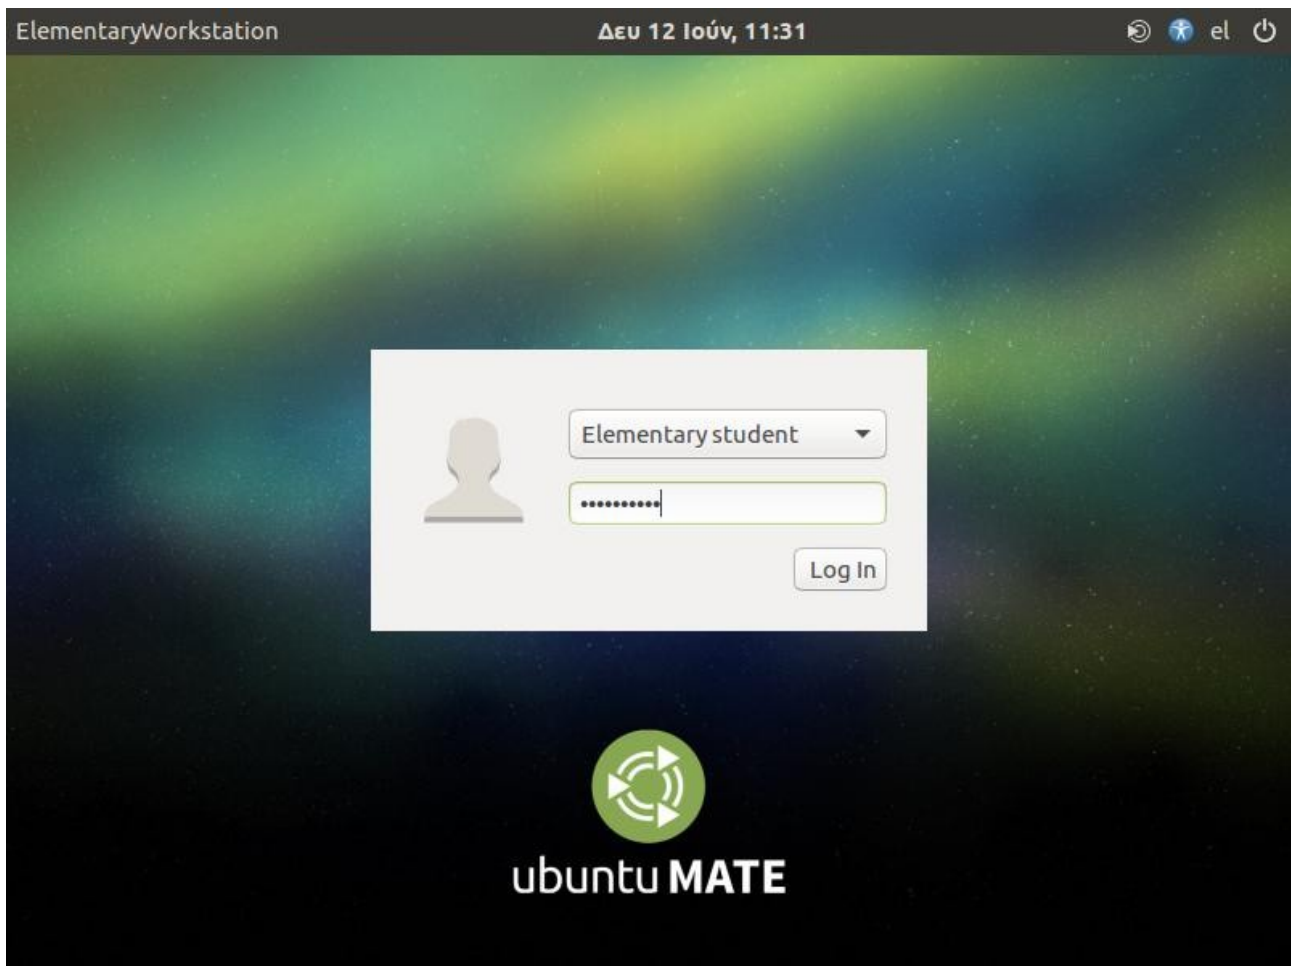 ElementaryWorkstation Δευ 12 Ιούν, 11:31 el
Elementary student
••••••••••
Log In
ubuntu MATE